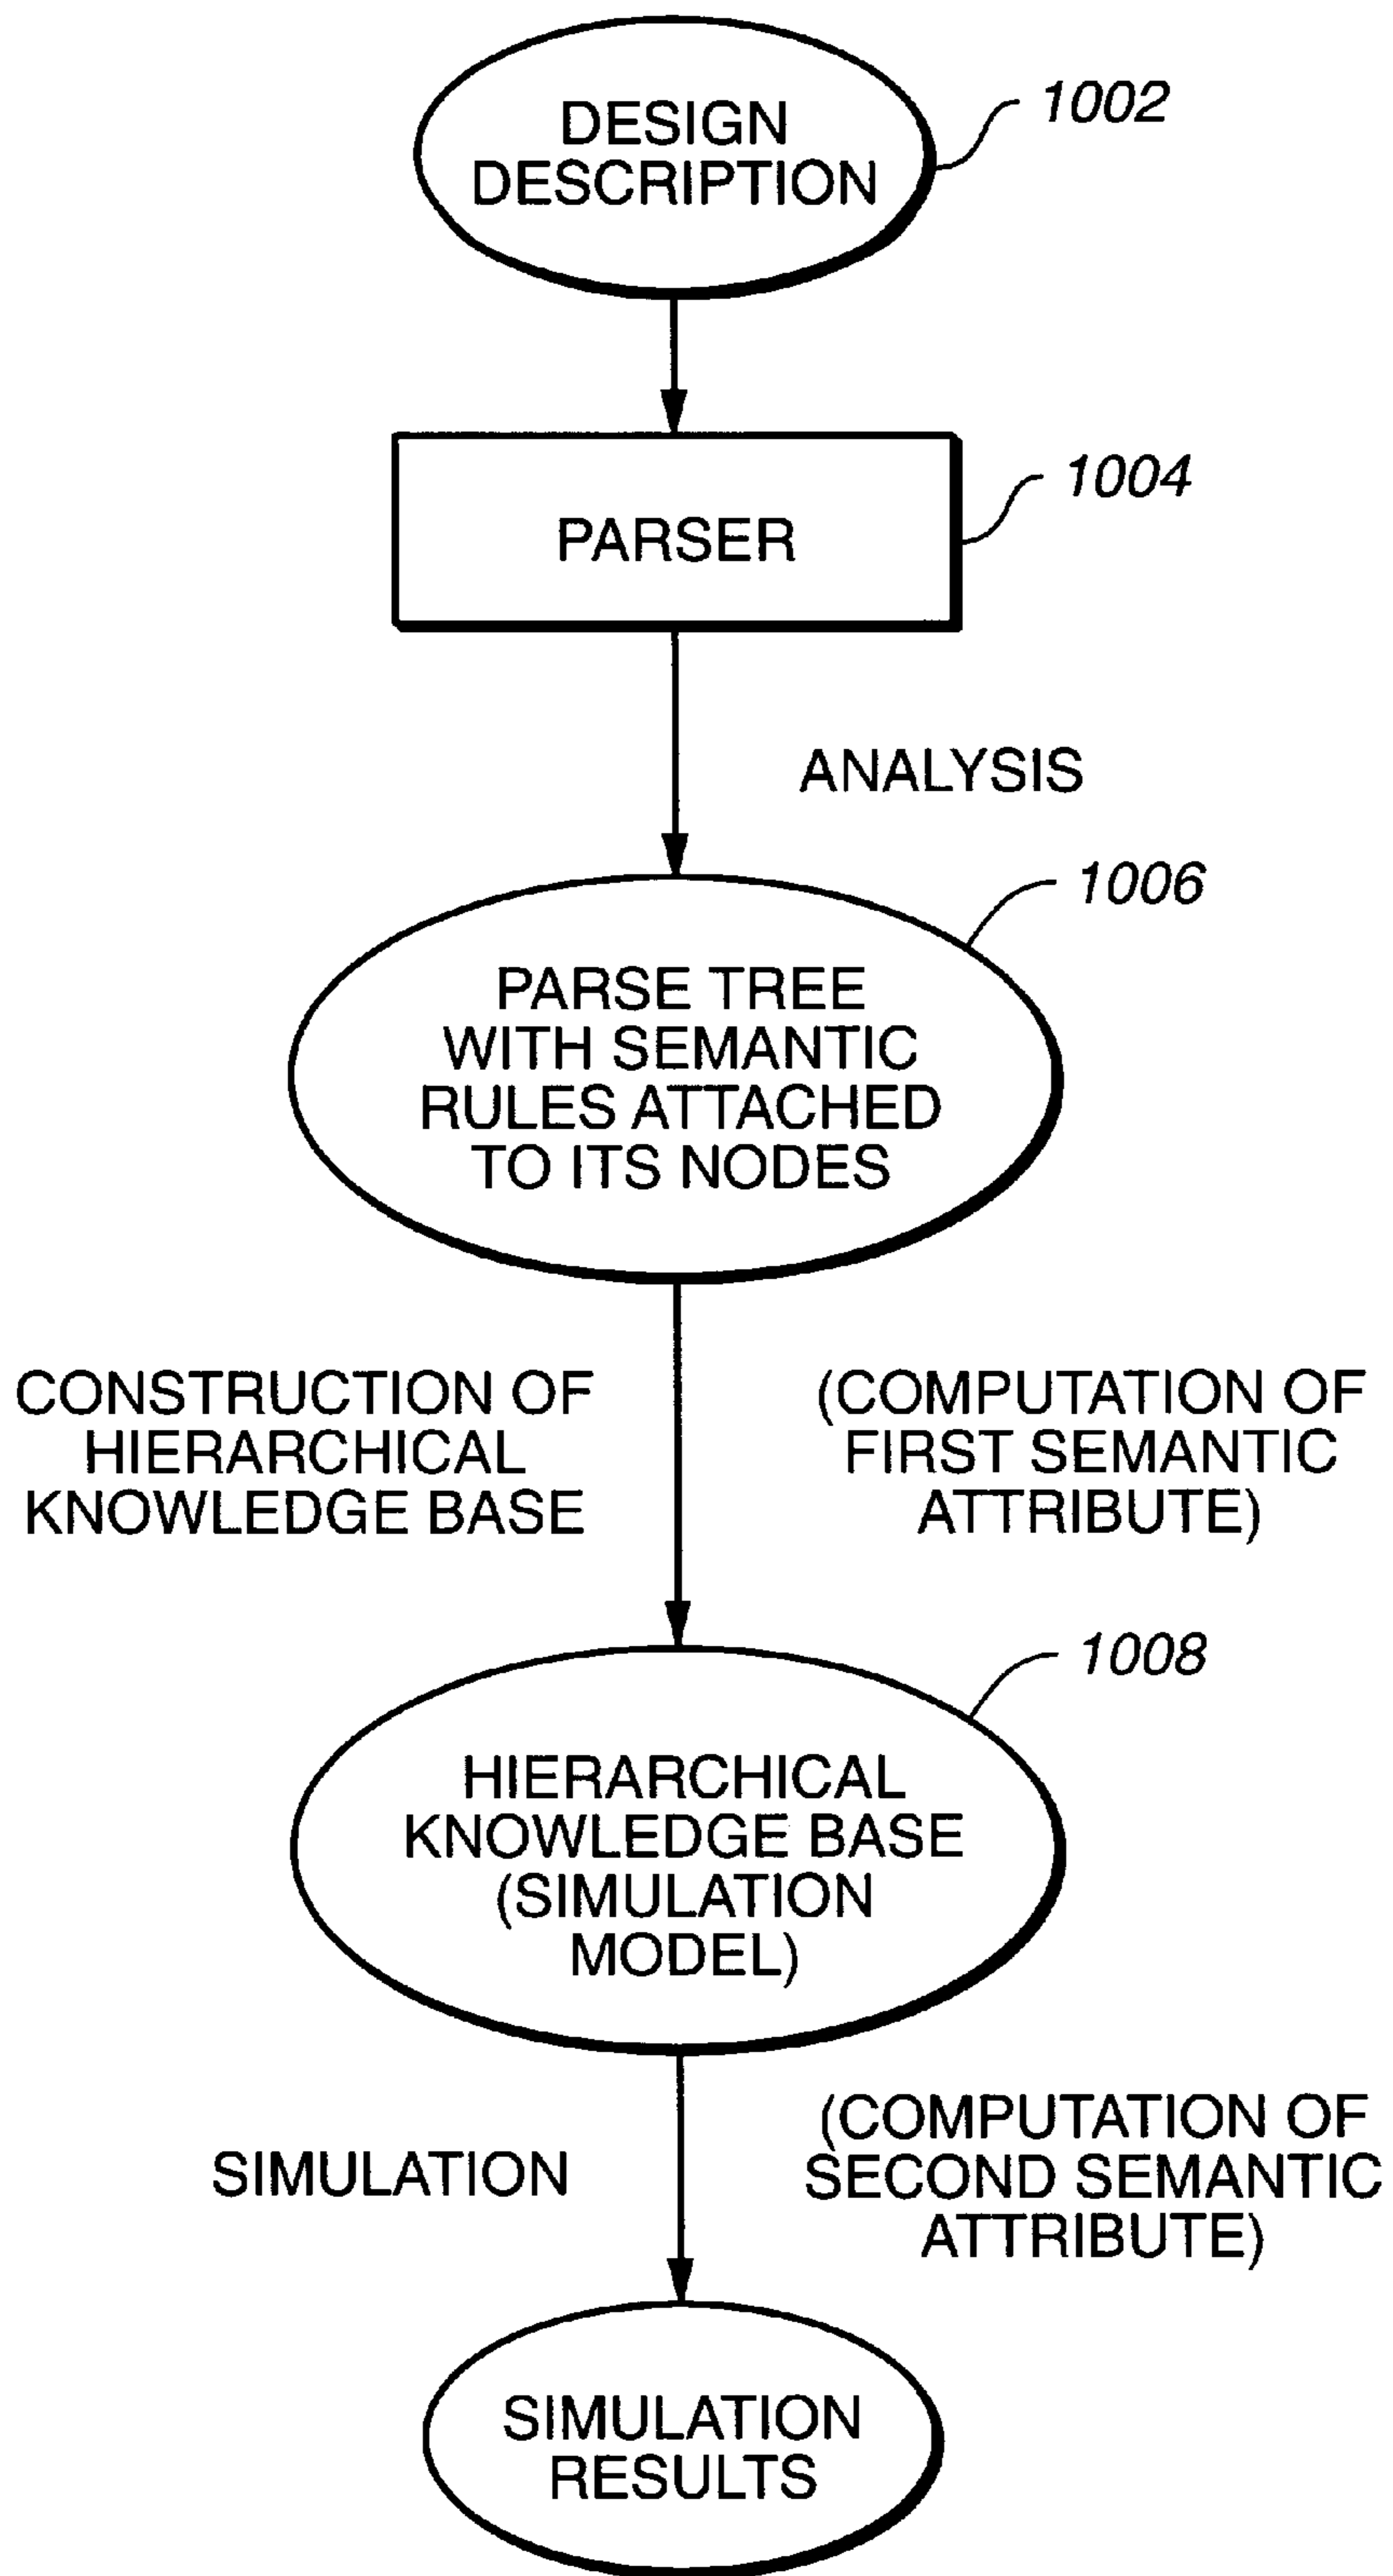 DESIGN
DESCRIPTION
1002
PARSER
1004
ANALYSIS
1006
PARSE TREE
WITH SEMANTIC
RULES ATTACHED
TO ITS NODES
CONSTRUCTION OF
HIERARCHICAL
KNOWLEDGE BASE
(COMPUTATION OF
FIRST SEMANTIC
ATTRIBUTE)
1008
HIERARCHICAL
KNOWLEDGE BASE
(SIMULATION
MODEL)
SIMULATION
(COMPUTATION OF
SECOND SEMANTIC
ATTRIBUTE)
SIMULATION
RESULTS